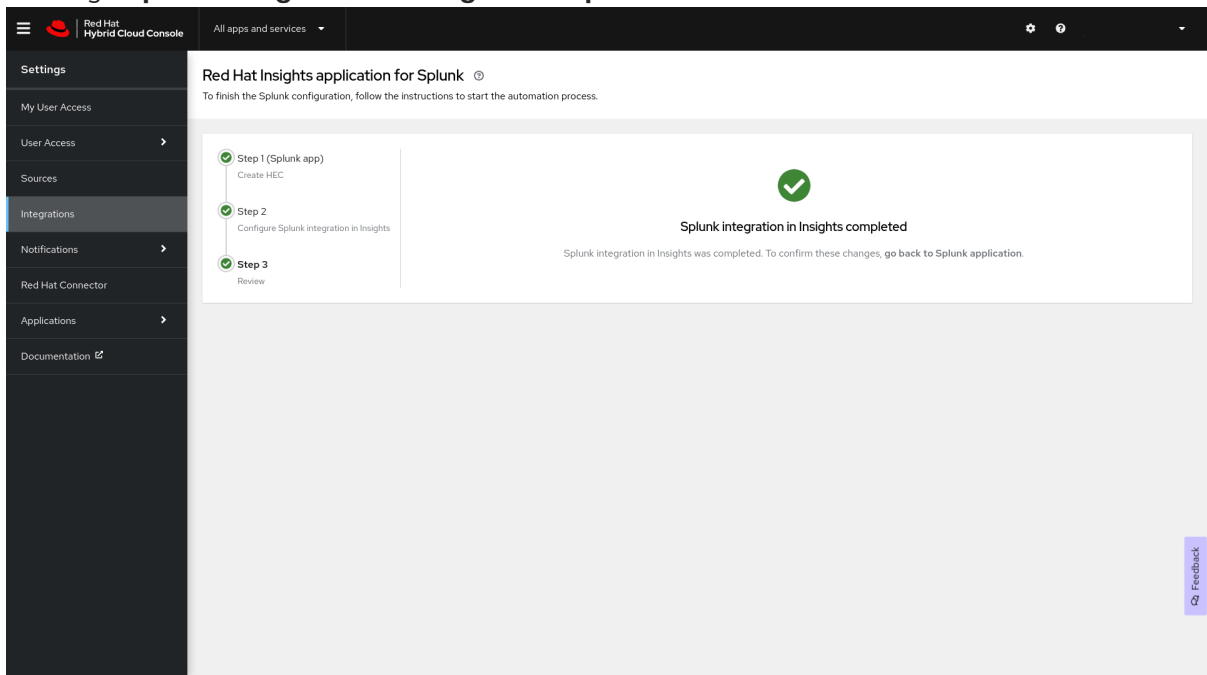 Red Hat
Hybrid Cloud Console
All apps and services
Settings
My User Access
User Access
Sources
Integrations
Notifications
Red Hat Connector
Applications
Documentation
Red Hat Insights application for Splunk
To finish the Splunk configuration, follow the instructions to start the automation process.
Step 1 (Splunk app)
Create HEC
Step 2
Configure Splunk integration in Insights
Step 3
Review
Splunk integration in Insights completed
Splunk integration in Insights was completed. To confirm these changes, go back to Splunk application.
Feedback